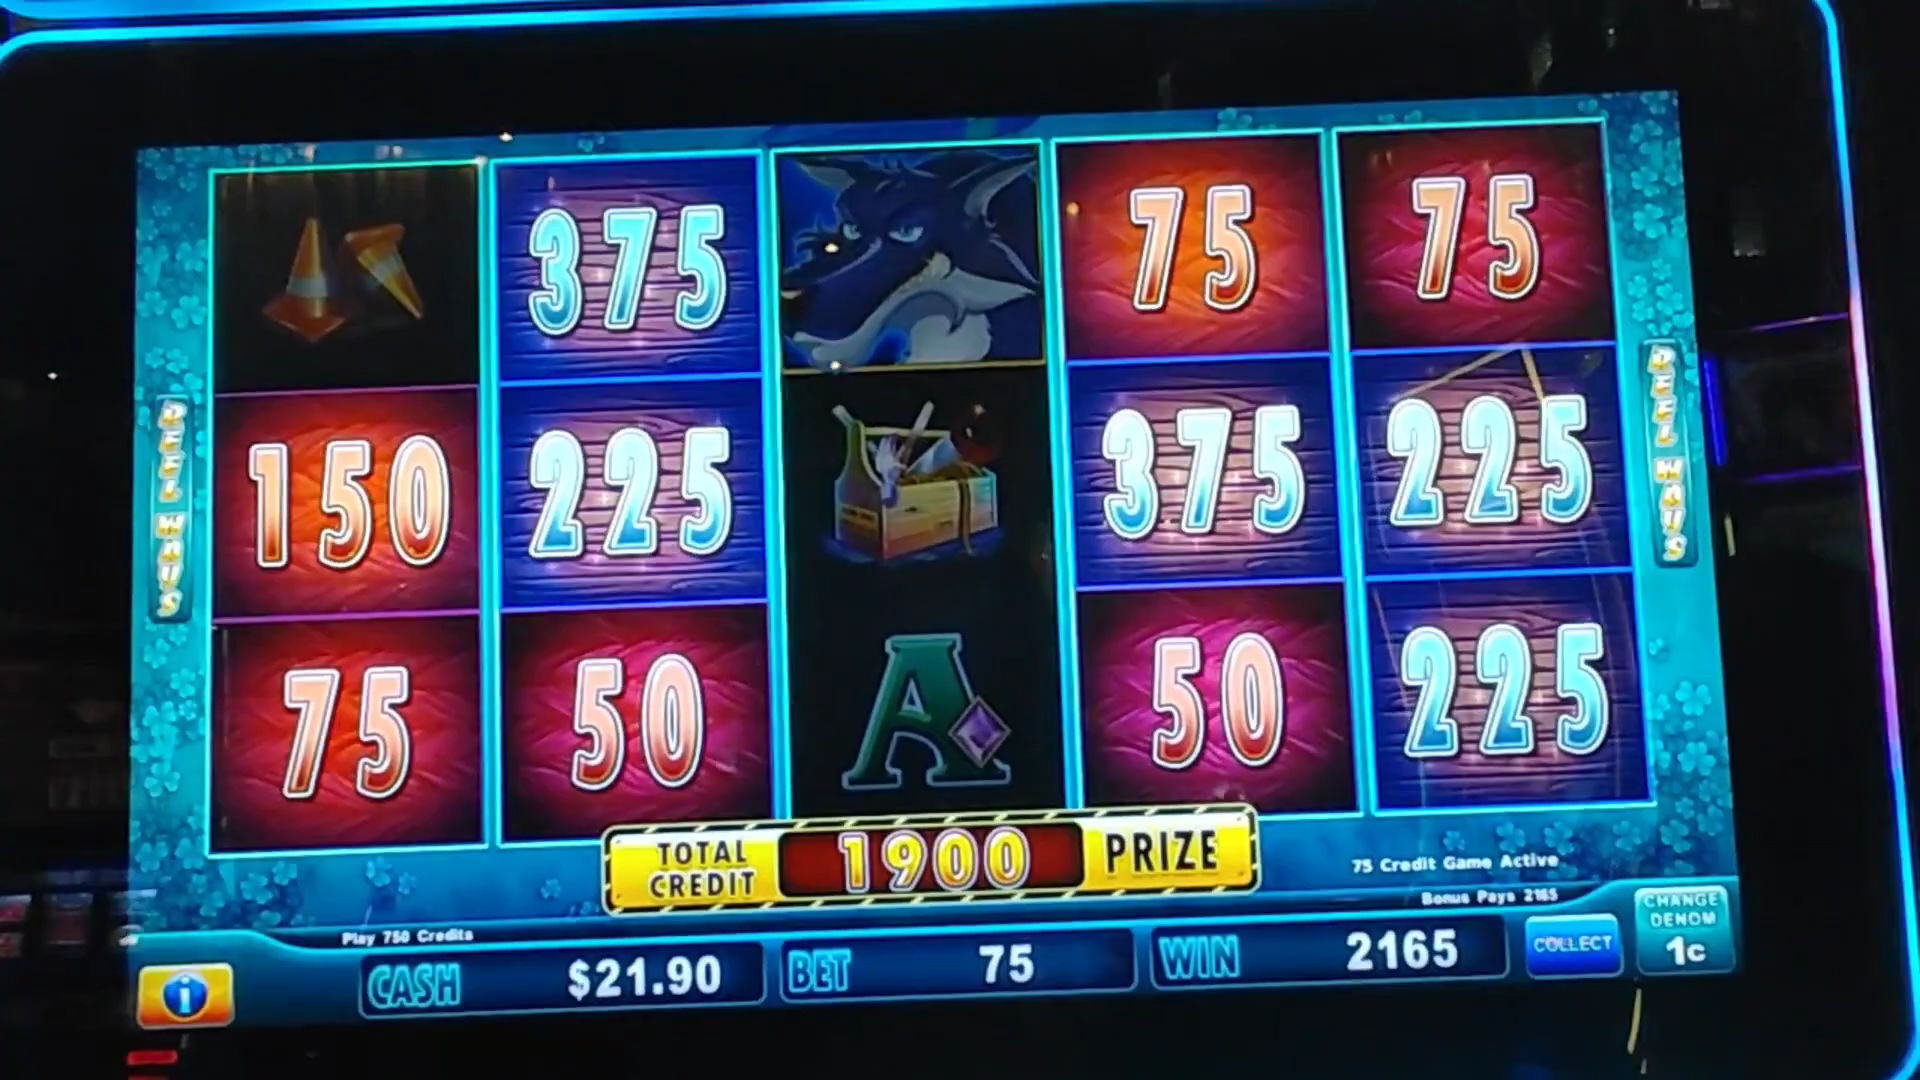 375
75
75
150
225
375
225
75
50
A
50
225
REEL WAYS
REEL WAYS
TOTAL CREDIT
1900
PRIZE
75 Credit Game Active
Bonus Pays 2165
Play 750 Credits
CASH
$21.90
BET
75
WIN
2165
COLLECT
CHANGE
DENOM
1¢
i